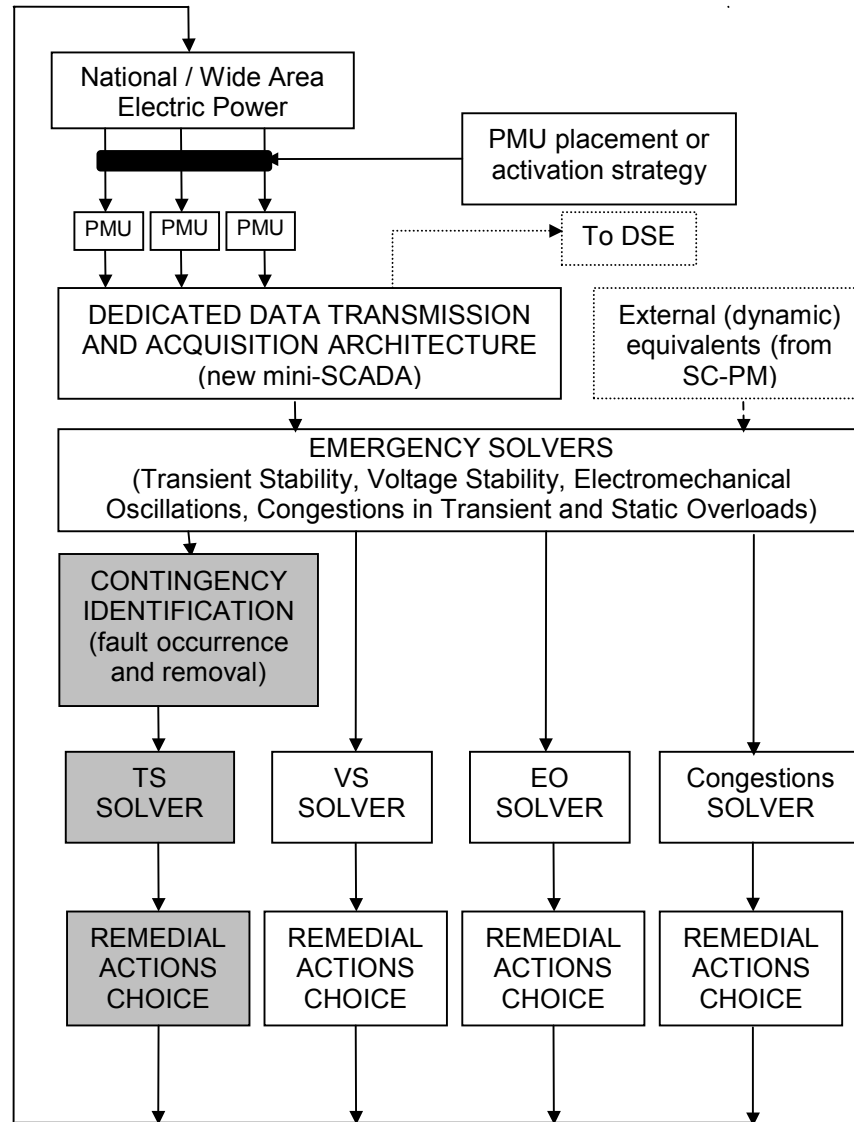 National / Wide Area
Electric Power
PMU placement or
activation strategy
PMU
PMU
PMU
To DSE
DEDICATED DATA TRANSMISSION
AND ACQUISITION ARCHITECTURE
(new mini-SCADA)
External (dynamic)
equivalents (from
SC-PM)
EMERGENCY SOLVERS
(Transient Stability, Voltage Stability, Electromechanical
Oscillations, Congestions in Transient and Static Overloads)
CONTINGENCY
IDENTIFICATION
(fault occurrence
and removal)
TS
SOLVER
VS
SOLVER
EO
SOLVER
Congestions
SOLVER
REMEDIAL
ACTIONS
CHOICE
REMEDIAL
ACTIONS
CHOICE
REMEDIAL
ACTIONS
CHOICE
REMEDIAL
ACTIONS
CHOICE